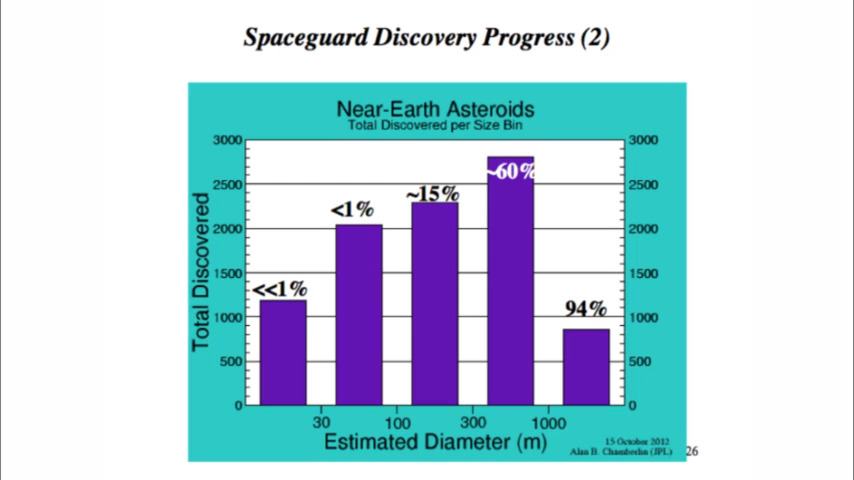 Spaceguard Discovery Progress (2)
Near-Earth Asteroids
Total Discovered per Size Bin
3000 3000
2500 2500
2000 2000
1500 1500
1000 1000
500 500
0 0
Total Discovered
<<1%
<1%
~15%
~60%
94%
30 100 300 1000
Estimated Diameter (m)
15 October 2012
Alan B. Chamberlin (JPL)
26